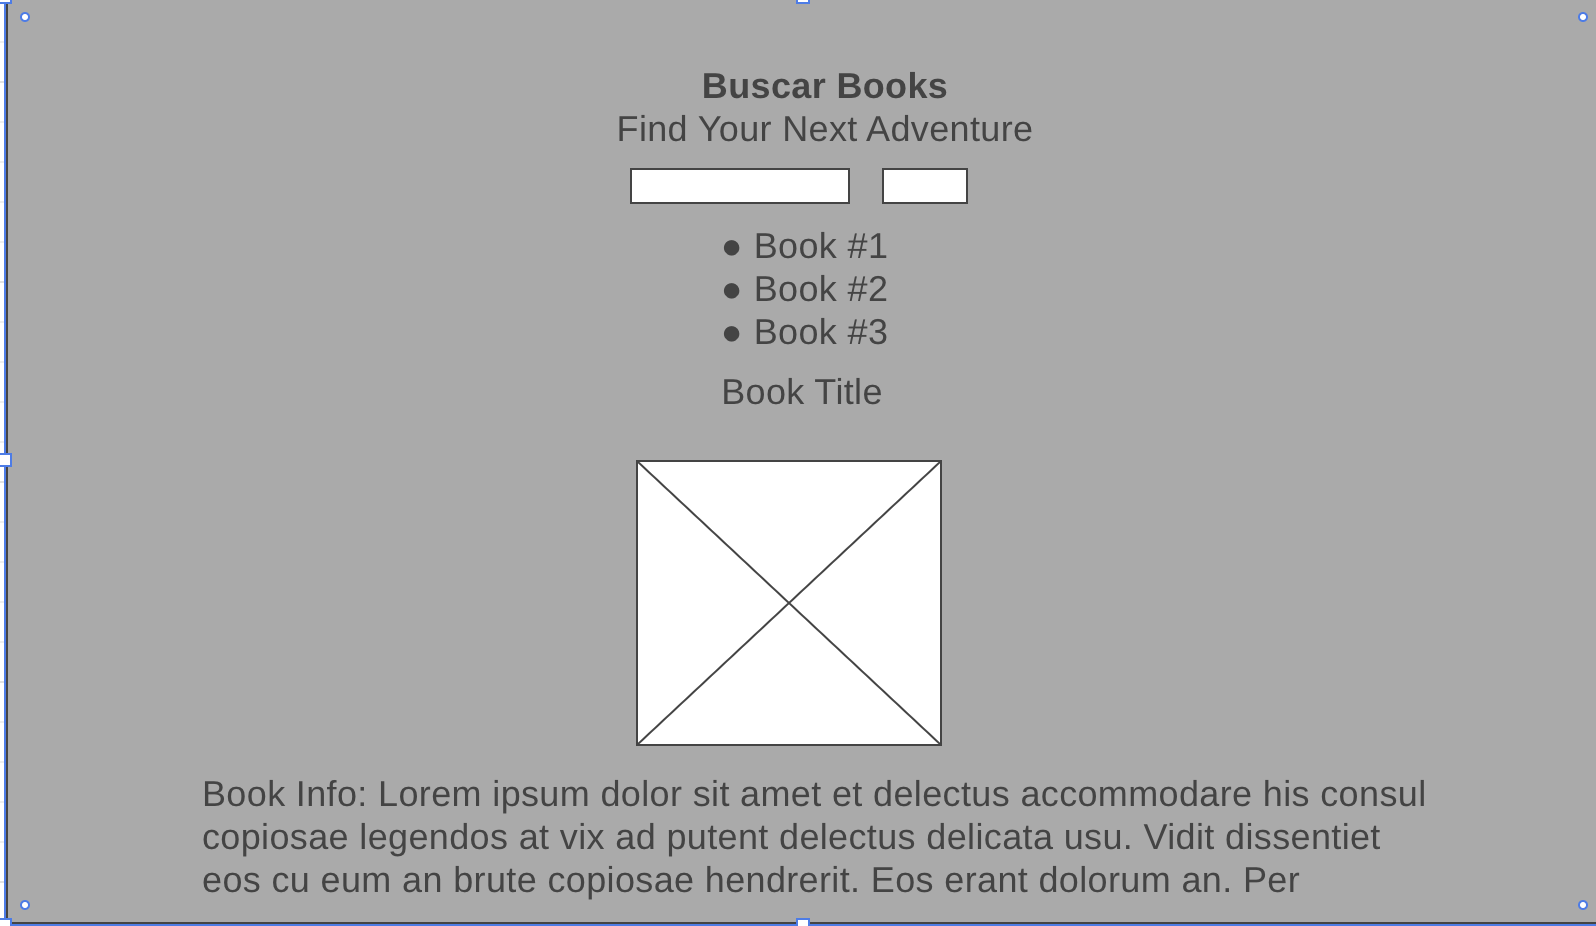 Buscar Books
Find Your Next Adventure
● Book #1
● Book #2
● Book #3
Book Title
Book Info: Lorem ipsum dolor sit amet et delectus accommodare his consul
copiosae legendos at vix ad putent delectus delicata usu. Vidit dissentiet
eos cu eum an brute copiosae hendrerit. Eos erant dolorum an. Per